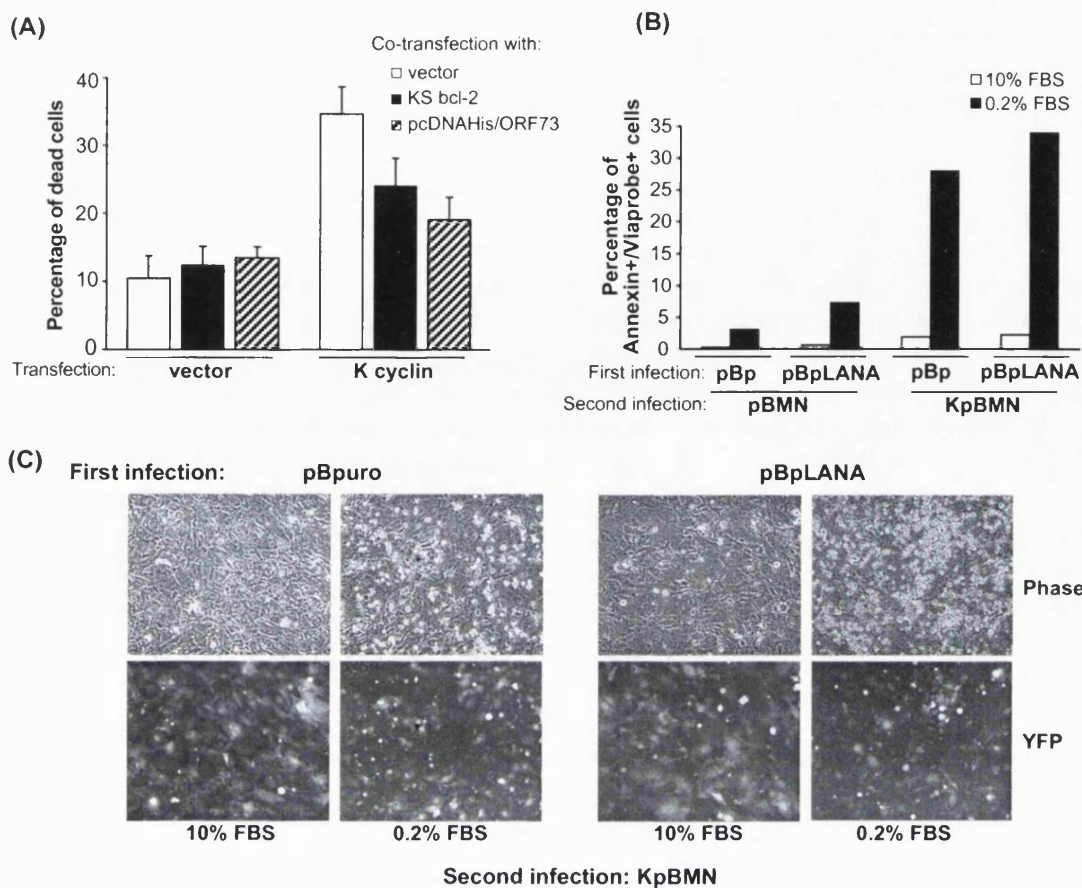 (A)
Co-transfection with:
vector
KS bcl-2
pcDNAHis/ORF73
Percentage of dead cells
40
30
20
10
0
Transfection:
vector
K cyclin
(B)
10% FBS
0.2% FBS
Percentage of
Annexin+/Viaprobe+ cells
35
30
25
20
15
10
5
0
First infection:
pBp
pBpLANA
pBp
pBpLANA
Second infection:
pBMN
KpBMN
(C)
First infection:
pBpuro
pBpLANA
Phase
YFP
10% FBS
0.2% FBS
10% FBS
0.2% FBS
Second infection: KpBMN